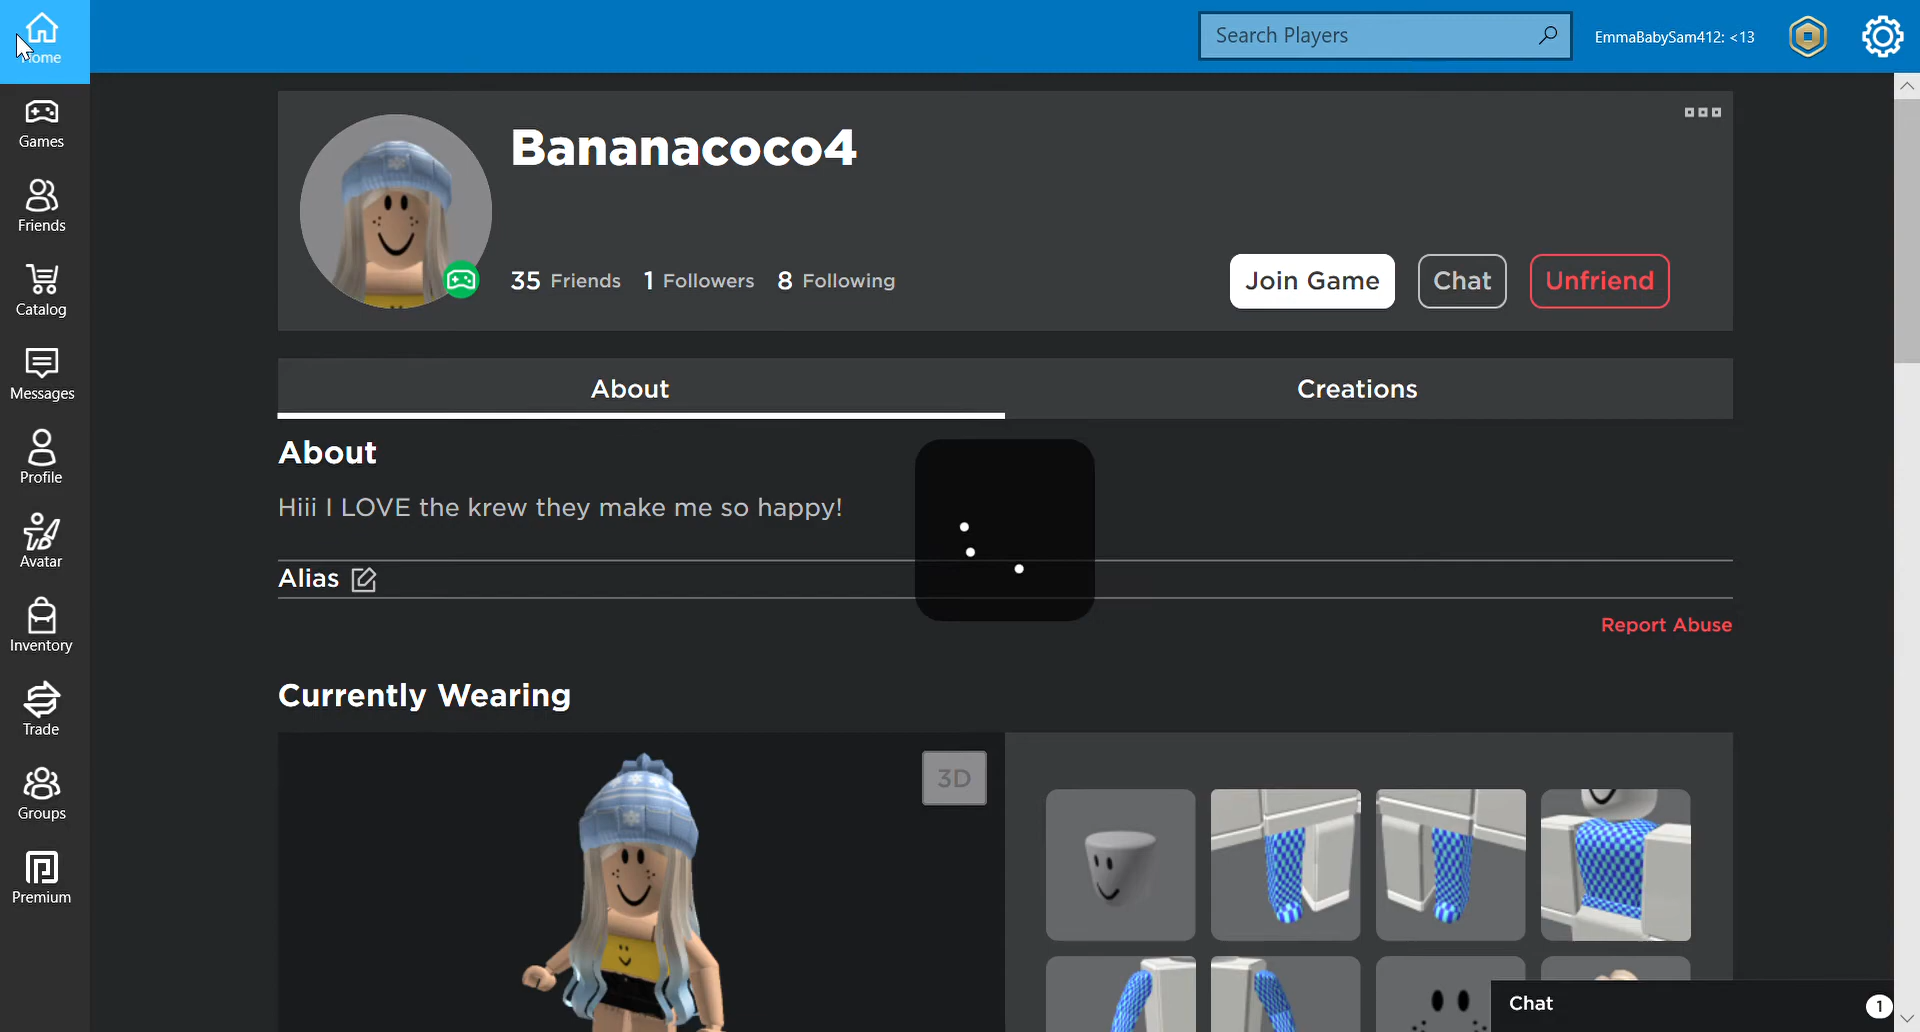 Home
Search Players
EmmaBabySam412: <13
Games
Friends
Catalog
Messages
Profile
Avatar
Inventory
Trade
Groups
Premium
Bananacoco4
35 Friends 1 Followers 8 Following
Join Game
Chat
Unfriend
About
Creations
About
Hiii I LOVE the krew they make me so happy!
Alias
Report Abuse
Currently Wearing
3D
Chat
1